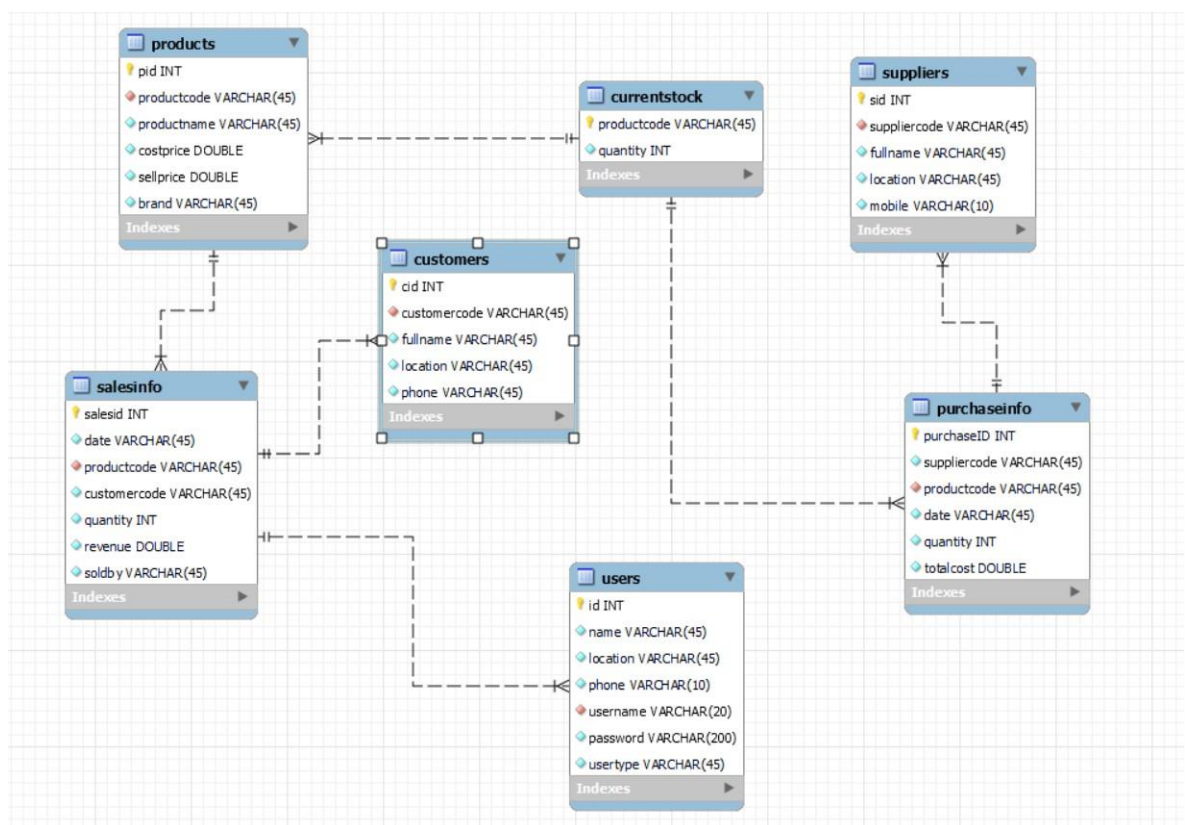 products
pid INT
productcode VARCHAR(45)
productname VARCHAR(45)
costprice DOUBLE
sellprice DOUBLE
brand VARCHAR(45)
Indexes
currentstock
productcode VARCHAR(45)
quantity INT
Indexes
suppliers
sid INT
suppliercode VARCHAR(45)
fullname VARCHAR(45)
location VARCHAR(45)
mobile VARCHAR(10)
Indexes
customers
cid INT
customercode VARCHAR(45)
fullname VARCHAR(45)
location VARCHAR(45)
phone VARCHAR(45)
Indexes
salesinfo
salesid INT
date VARCHAR(45)
productcode VARCHAR(45)
customercode VARCHAR(45)
quantity INT
revenue DOUBLE
soldby VARCHAR(45)
Indexes
purchaseinfo
purchaseID INT
suppliercode VARCHAR(45)
productcode VARCHAR(45)
date VARCHAR(45)
quantity INT
totalcost DOUBLE
Indexes
users
id INT
name VARCHAR(45)
location VARCHAR(45)
phone VARCHAR(10)
username VARCHAR(20)
password VARCHAR(200)
usertype VARCHAR(45)
Indexes